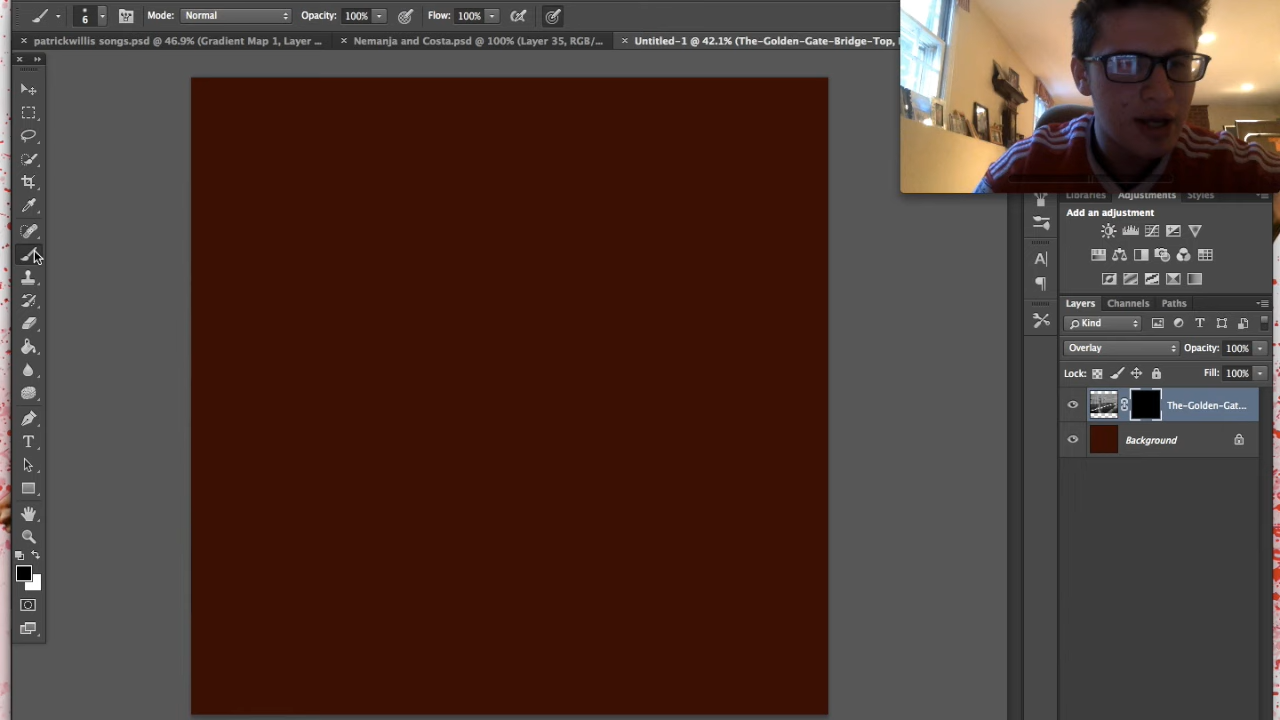 6 Mode: Normal Opacity: 100% Flow: 100%
patrickwillis songs.psd @ 46.9% (Gradient Map 1, Layer ...
Nemanja and Costa.psd @ 100% (Layer 35, RGB/...
Untitled-1 @ 42.1% (The-Golden-Gate-Bridge-Top,
Libraries Adjustments Styles
Add an adjustment
A
T
Layers Channels Paths
Kind T
Overlay Opacity: 100%
Lock: Fill: 100%
The-Golden-Gat...
Background